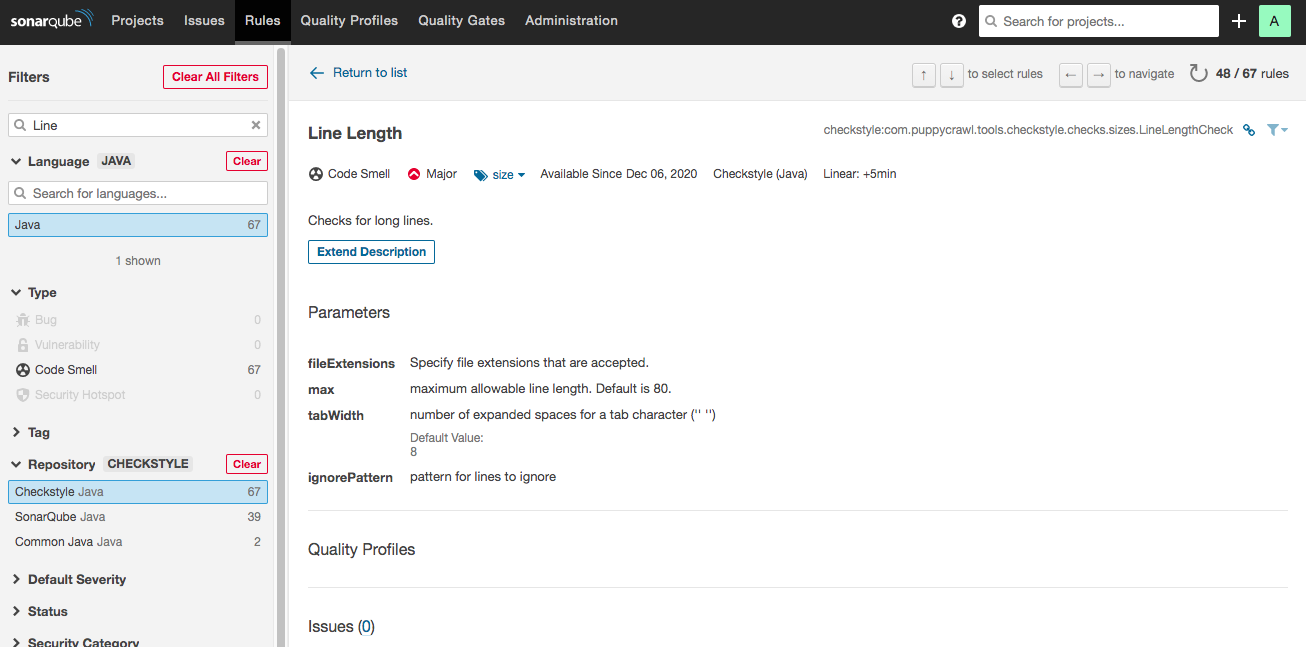 sonarqube Projects Issues Rules Quality Profiles Quality Gates Administration ? Search for projects... + A
Filters Clear All Filters
Line ×
Language JAVA Clear
Search for languages...
Java 67
1 shown
Type
Bug 0
Vulnerability 0
Code Smell 67
Security Hotspot 0
Tag
Repository CHECKSTYLE Clear
Checkstyle Java 67
SonarQube Java 39
Common Java Java 2
Default Severity
Status
Security Category
← Return to list
↑ ↓ to select rules ← → to navigate 48 / 67 rules
Line Length
checkstyle:com.puppycrawl.tools.checkstyle.checks.sizes.LineLengthCheck
Code Smell Major size Available Since Dec 06, 2020 Checkstyle (Java) Linear: +5min
Checks for long lines.
Extend Description
Parameters
fileExtensions Specify file extensions that are accepted.
max maximum allowable line length. Default is 80.
tabWidth number of expanded spaces for a tab character ('' '')
Default Value:
8
ignorePattern pattern for lines to ignore
Quality Profiles
Issues (0)